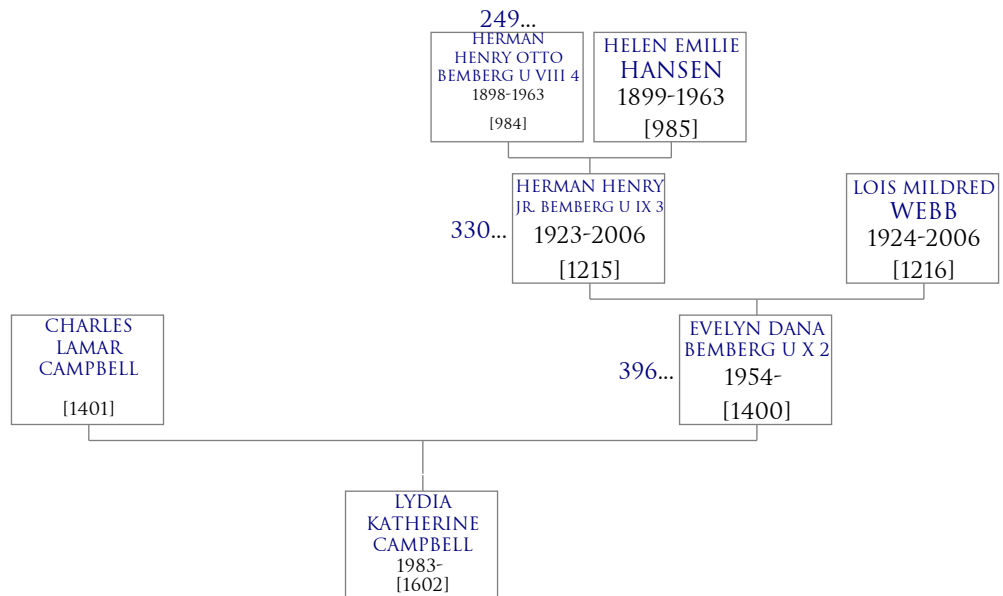 249...
HERMAN
HENRY OTTO
BEMBERG U VIII 4
1898-1963
[984]
HELEN EMILIE
HANSEN
1899-1963
[985]
330...
HERMAN HENRY
JR. BEMBERG U IX 3
1923-2006
[1215]
LOIS MILDRED
WEBB
1924-2006
[1216]
CHARLES
LAMAR
CAMPBELL
[1401]
396...
EVELYN DANA
BEMBERG U X 2
1954-
[1400]
LYDIA
KATHERINE
CAMPBELL
1983-
[1602]